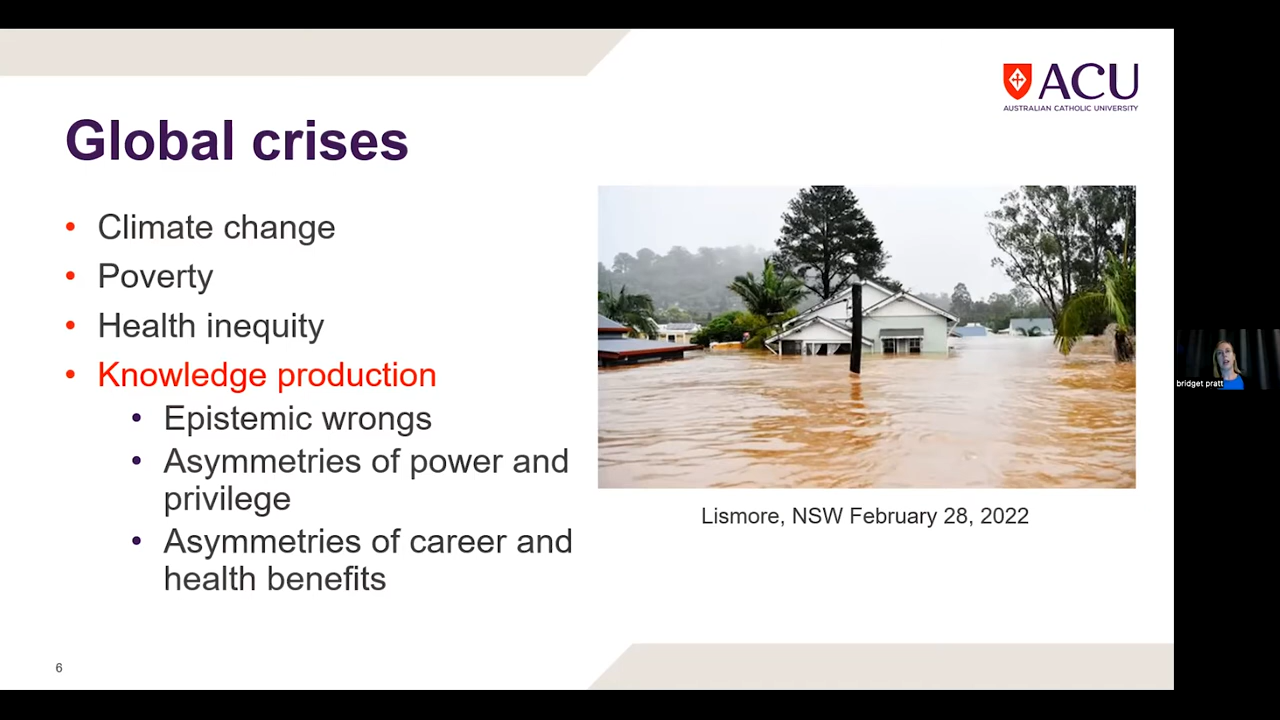 ACU
AUSTRALIAN CATHOLIC UNIVERSITY
Global crises
• Climate change
• Poverty
• Health inequity
• Knowledge production
• Epistemic wrongs
• Asymmetries of power and
privilege
• Asymmetries of career and
health benefits
Lismore, NSW February 28, 2022
bridget pratt
6